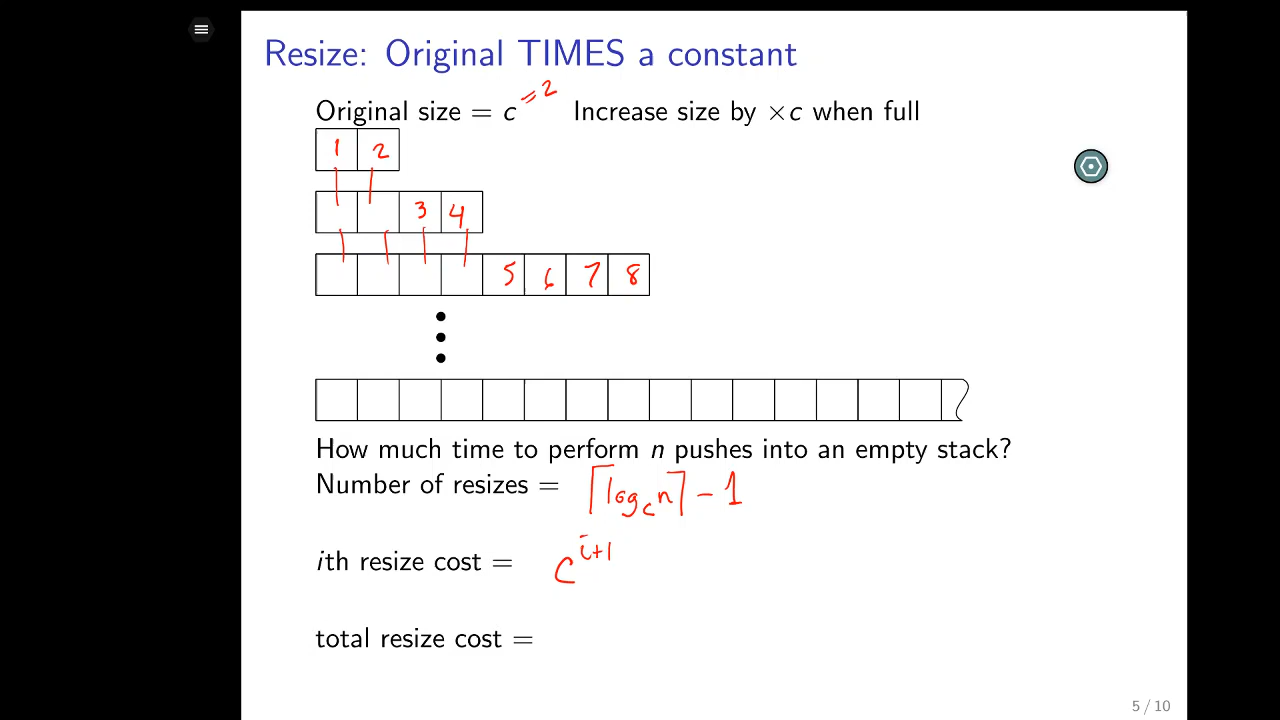 Resize: Original TIMES a constant
Original size = c =2 Increase size by ×c when full
1 2
3 4
5 6 7 8
How much time to perform n pushes into an empty stack?
Number of resizes = ⌈log_c n⌉ − 1
ith resize cost = c^{i+1}
total resize cost =
5 / 10